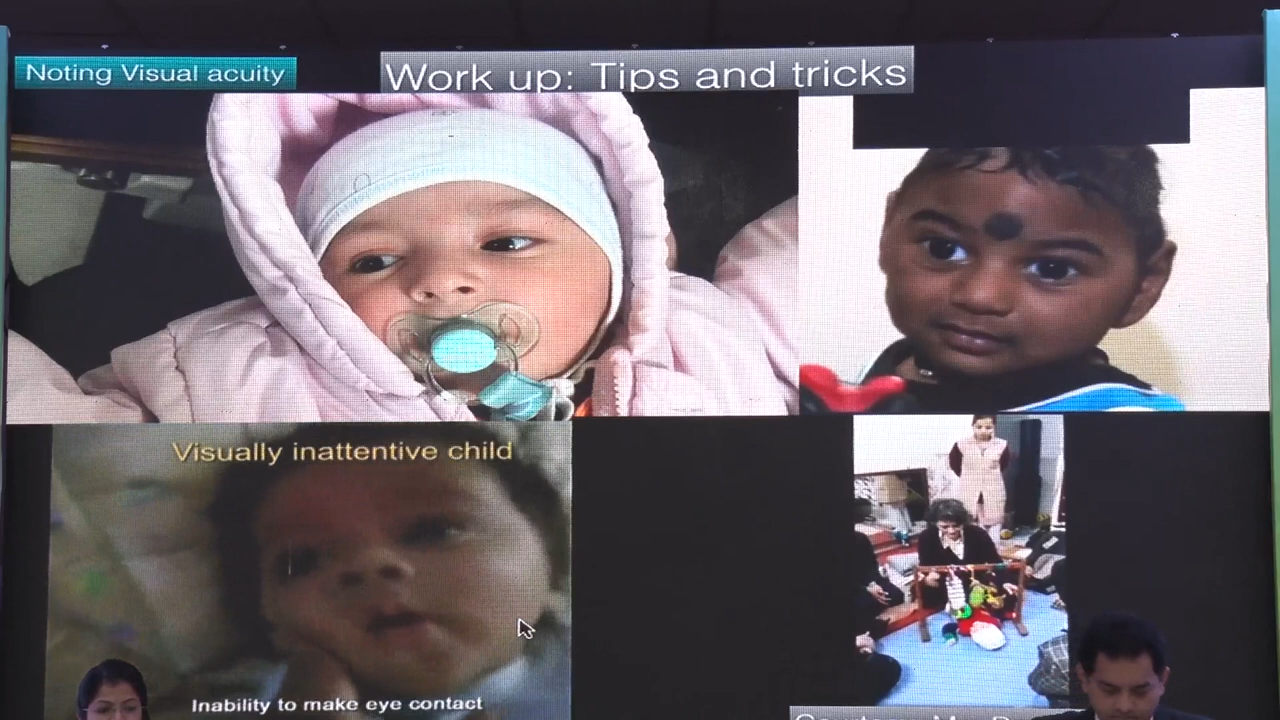 Noting Visual acuity
Work up: Tips and tricks
Visually inattentive child
Inability to make eye contact